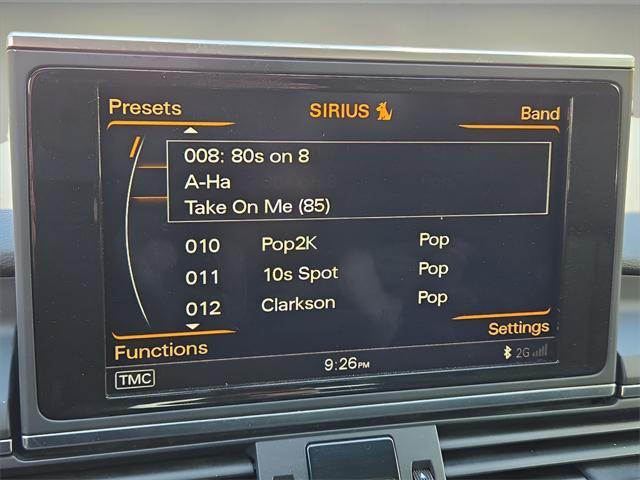 Presets SIRIUS Band
008: 80s on 8
A-Ha
Take On Me (85)
010 Pop2K Pop
011 10s Spot Pop
012 Clarkson Pop
Functions Settings
TMC 9:26PM 2G